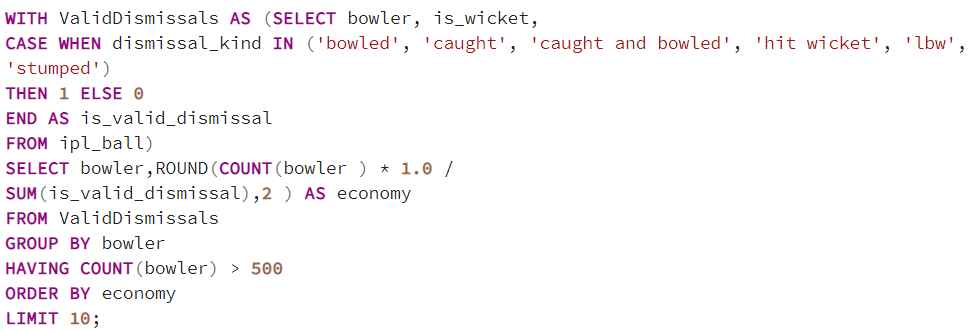 WITH ValidDismissals AS (SELECT bowler, is_wicket,
CASE WHEN dismissal_kind IN ('bowled', 'caught', 'caught and bowled', 'hit wicket', 'lbw',
'stumped')
THEN 1 ELSE 0
END AS is_valid_dismissal
FROM ipl_ball)
SELECT bowler,ROUND(COUNT(bowler ) * 1.0 /
SUM(is_valid_dismissal),2 ) AS economy
FROM ValidDismissals
GROUP BY bowler
HAVING COUNT(bowler) > 500
ORDER BY economy
LIMIT 10;